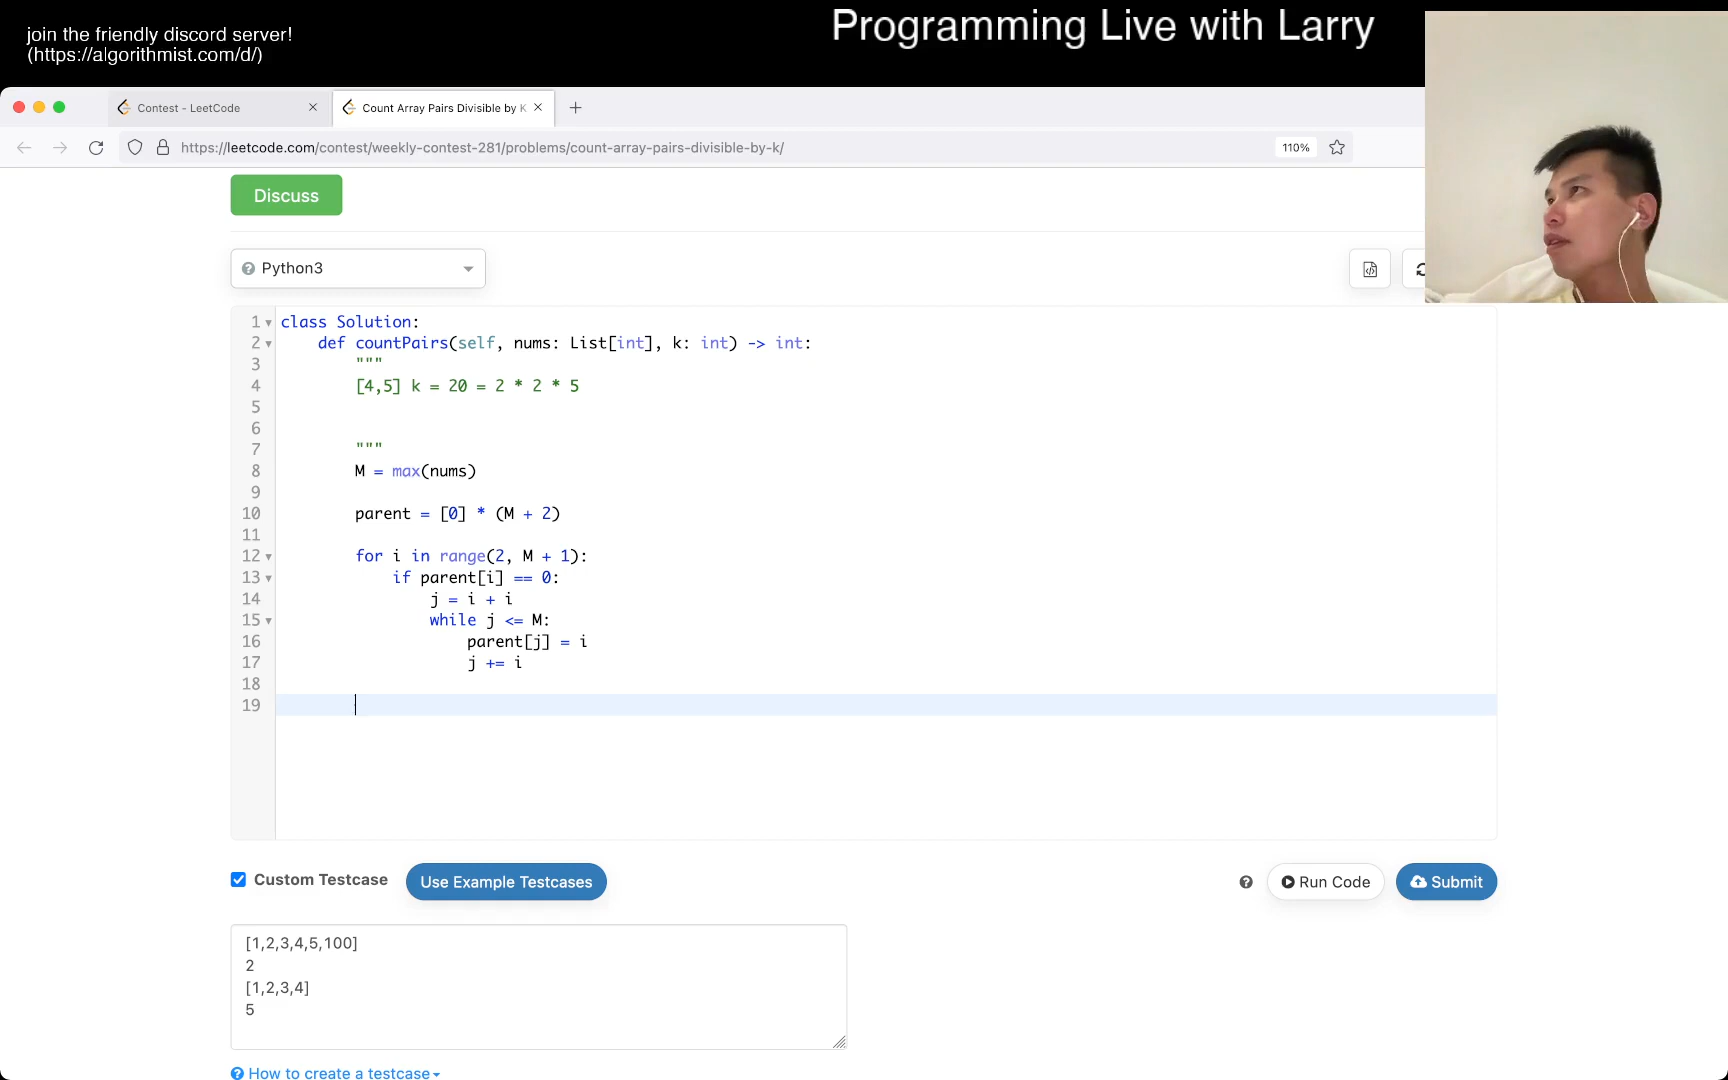 join the friendly discord server!
(https://algorithmist.com/d/)
Programming Live with Larry
Contest - LeetCode
Count Array Pairs Divisible by K
https://leetcode.com/contest/weekly-contest-281/problems/count-array-pairs-divisible-by-k/
110%
Discuss
Python3
1 class Solution:
2 def countPairs(self, nums: List[int], k: int) -> int:
3 """
4 [4,5] k = 20 = 2 * 2 * 5
5
6
7 """
8 M = max(nums)
9
10 parent = [0] * (M + 2)
11
12 for i in range(2, M + 1):
13 if parent[i] == 0:
14 j = i + i
15 while j <= M:
16 parent[j] = i
17 j += i
18
19
Custom Testcase
Use Example Testcases
Run Code
Submit
[1,2,3,4,5,100]
2
[1,2,3,4]
5
How to create a testcase